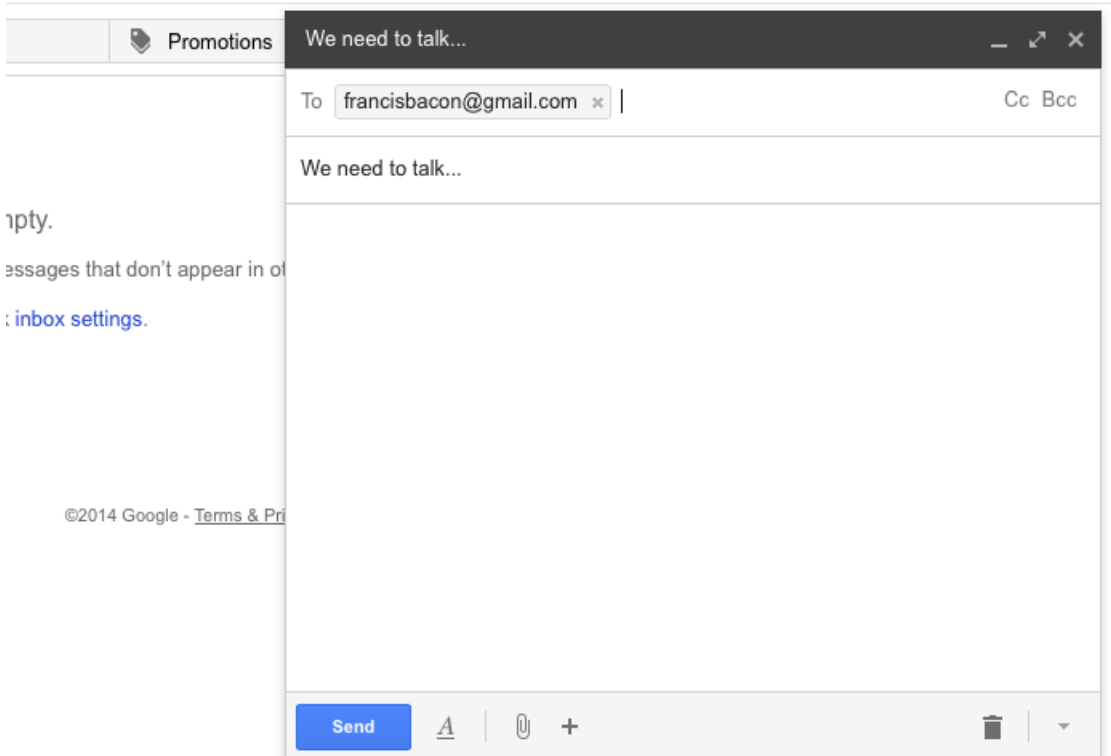 Promotions
We need to talk...
To francisbacon@gmail.com Cc Bcc
We need to talk...
mpty.
essages that don't appear in ot
k inbox settings.
©2014 Google - Terms & Pri
Send A